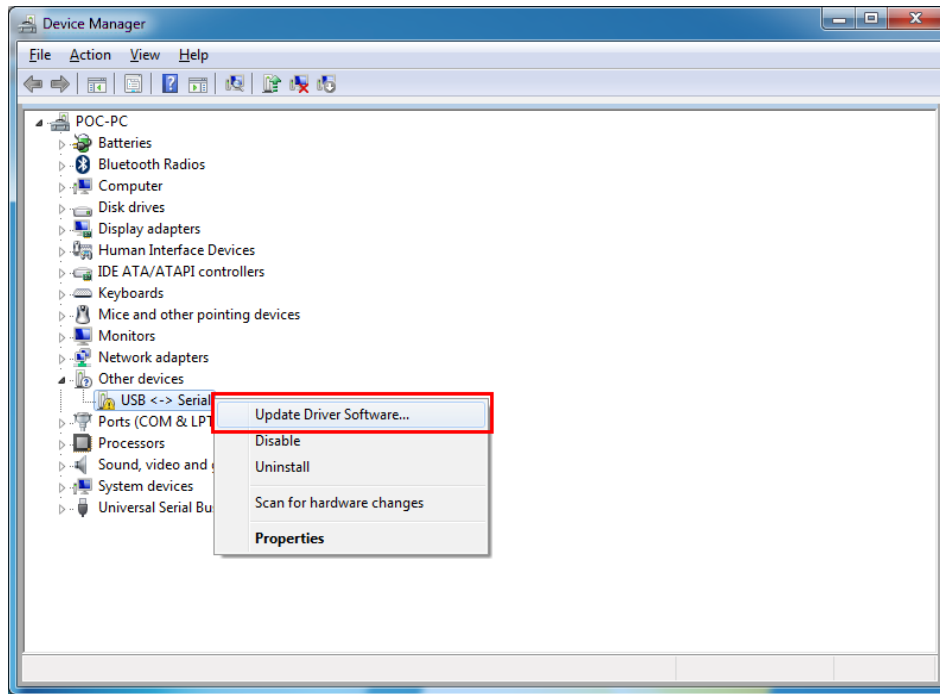 Device Manager
File Action View Help
POC-PC
Batteries
Bluetooth Radios
Computer
Disk drives
Display adapters
Human Interface Devices
IDE ATA/ATAPI controllers
Keyboards
Mice and other pointing devices
Monitors
Network adapters
Other devices
USB <-> Serial
Update Driver Software...
Ports (COM & LPT
Disable
Processors
Sound, video and
Uninstall
System devices
Scan for hardware changes
Universal Serial Bu
Properties